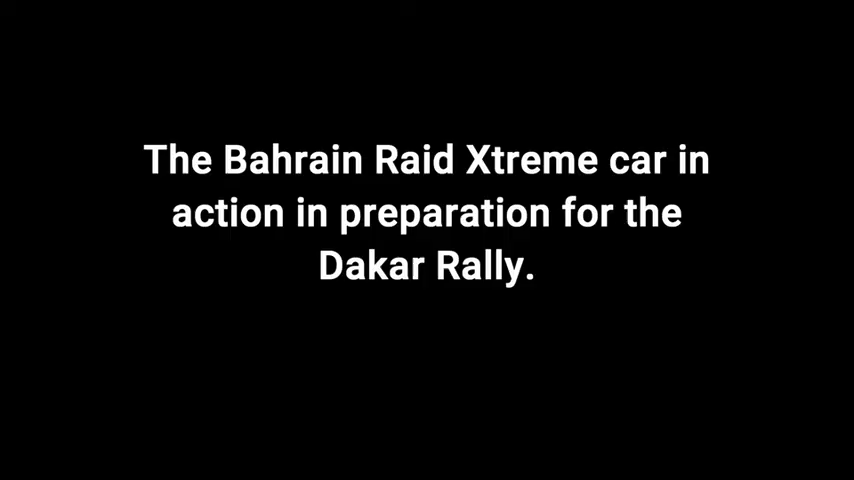 The Bahrain Raid Xtreme car in
action in preparation for the
Dakar Rally.